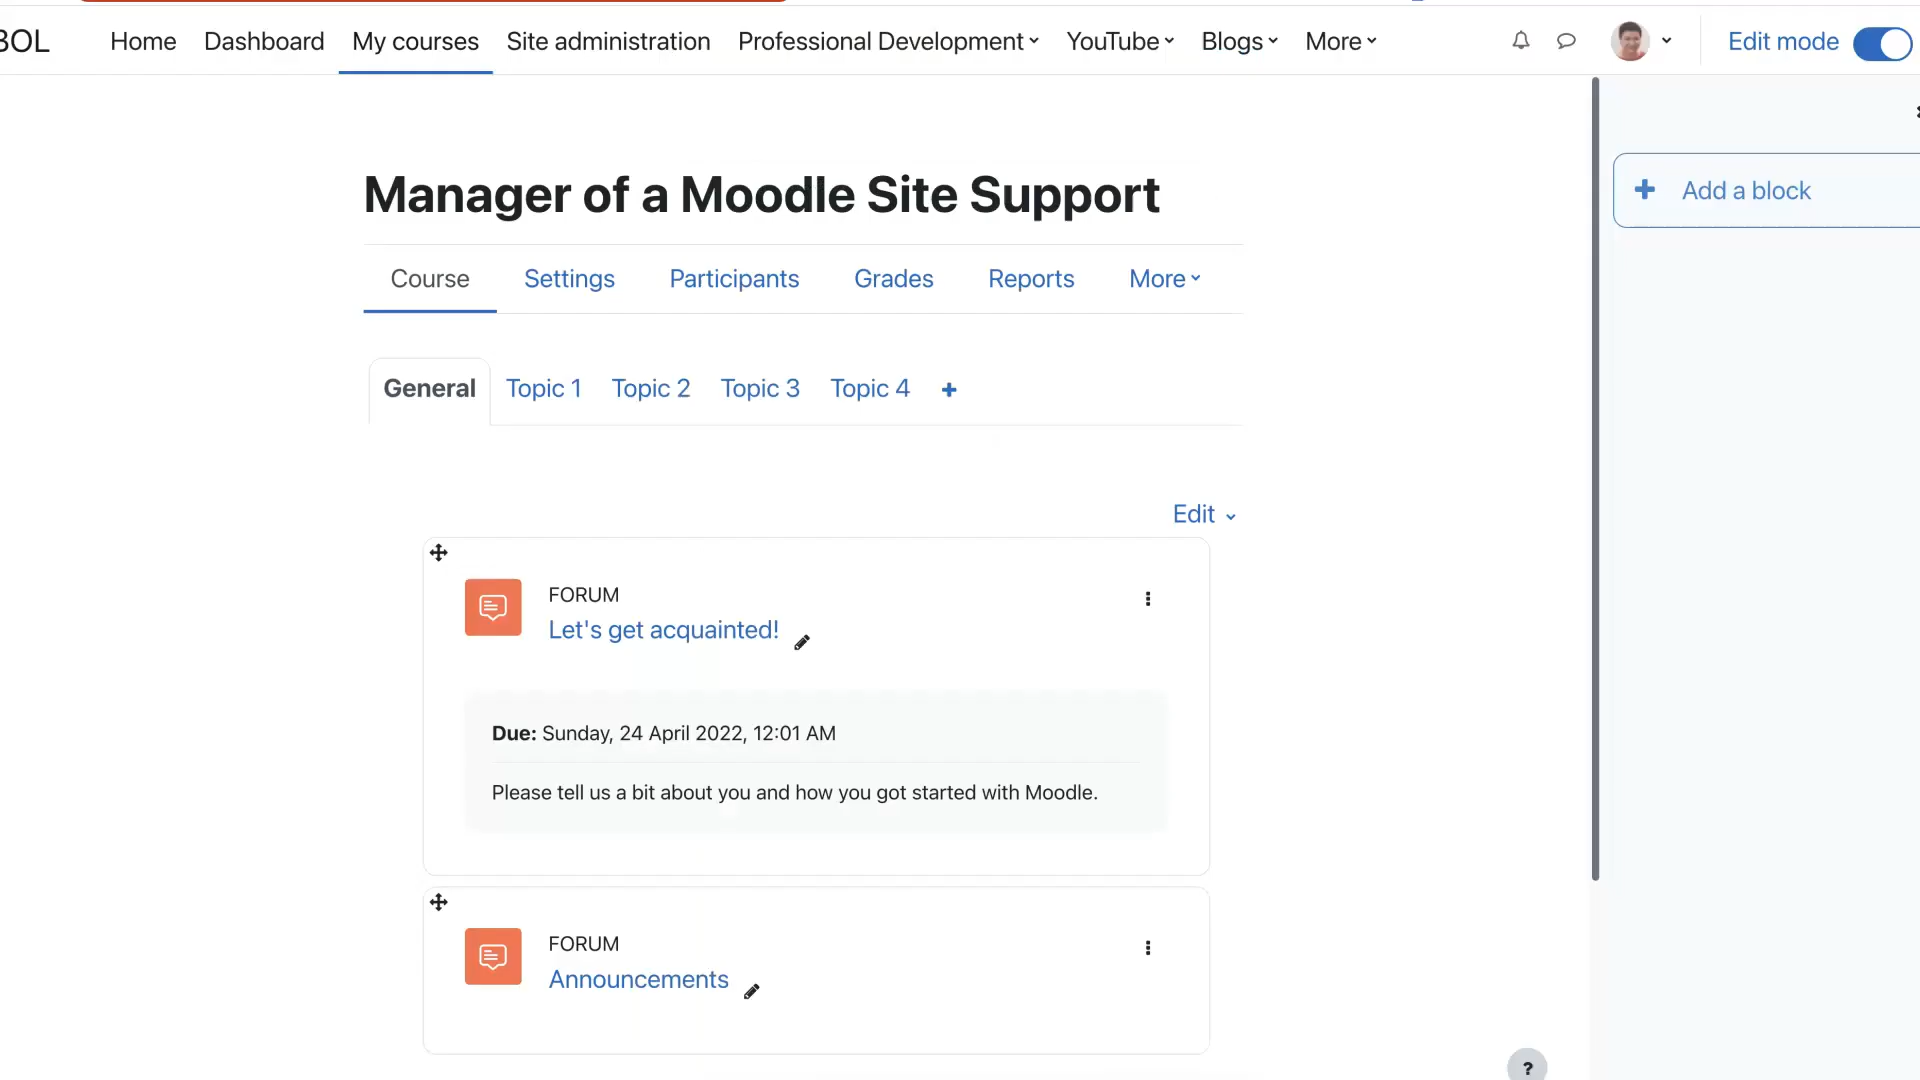 BOL Home Dashboard My courses Site administration Professional Development YouTube Blogs More Edit mode
Add a block
Manager of a Moodle Site Support
Course Settings Participants Grades Reports More
General Topic 1 Topic 2 Topic 3 Topic 4 +
Edit
FORUM
Let's get acquainted!
Due: Sunday, 24 April 2022, 12:01 AM
Please tell us a bit about you and how you got started with Moodle.
FORUM
Announcements
?